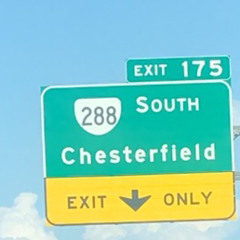 EXIT 175
288 SOUTH
Chesterfield
EXIT ONLY